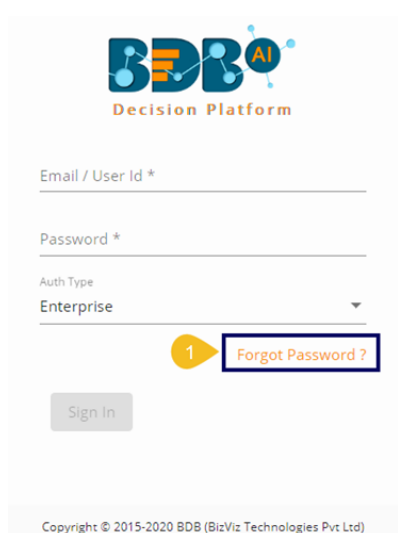 BDB AI
Decision Platform
Email / User Id *
Password *
Auth Type
Enterprise
1
Forgot Password ?
Sign In
Copyright © 2015-2020 BDB (BizViz Technologies Pvt Ltd)